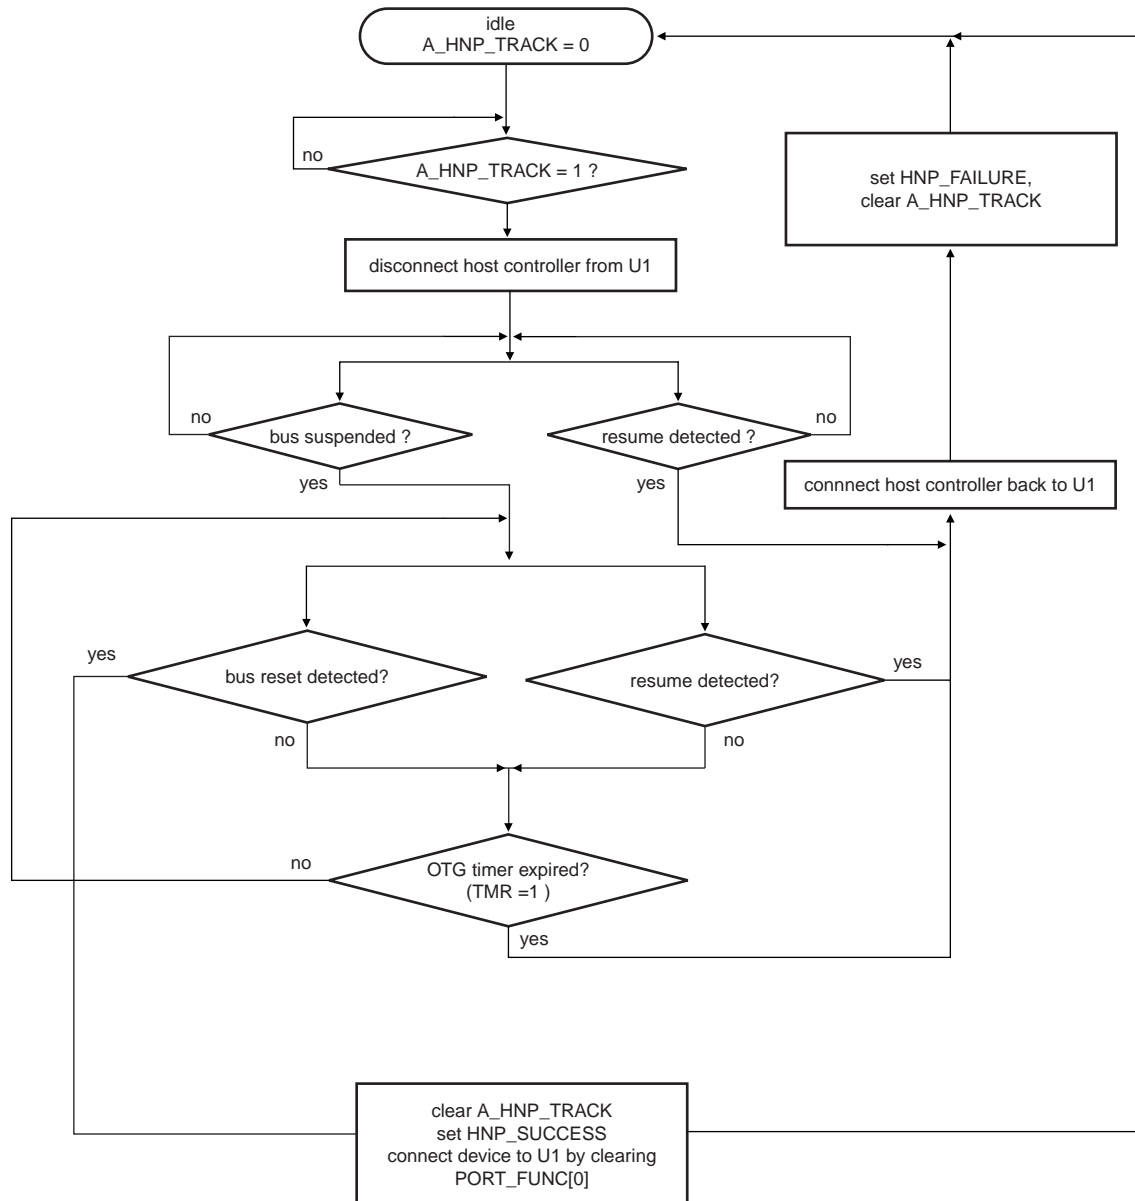 idle
A_HNP_TRACK = 0
no
A_HNP_TRACK = 1 ?
set HNP_FAILURE,
clear A_HNP_TRACK
disconnect host controller from U1
no
bus suspended ?
resume detected ?
no
yes
yes
connnect host controller back to U1
yes
bus reset detected?
resume detected?
yes
no
no
no
OTG timer expired?
(TMR =1 )
yes
clear A_HNP_TRACK
set HNP_SUCCESS
connect device to U1 by clearing
PORT_FUNC[0]